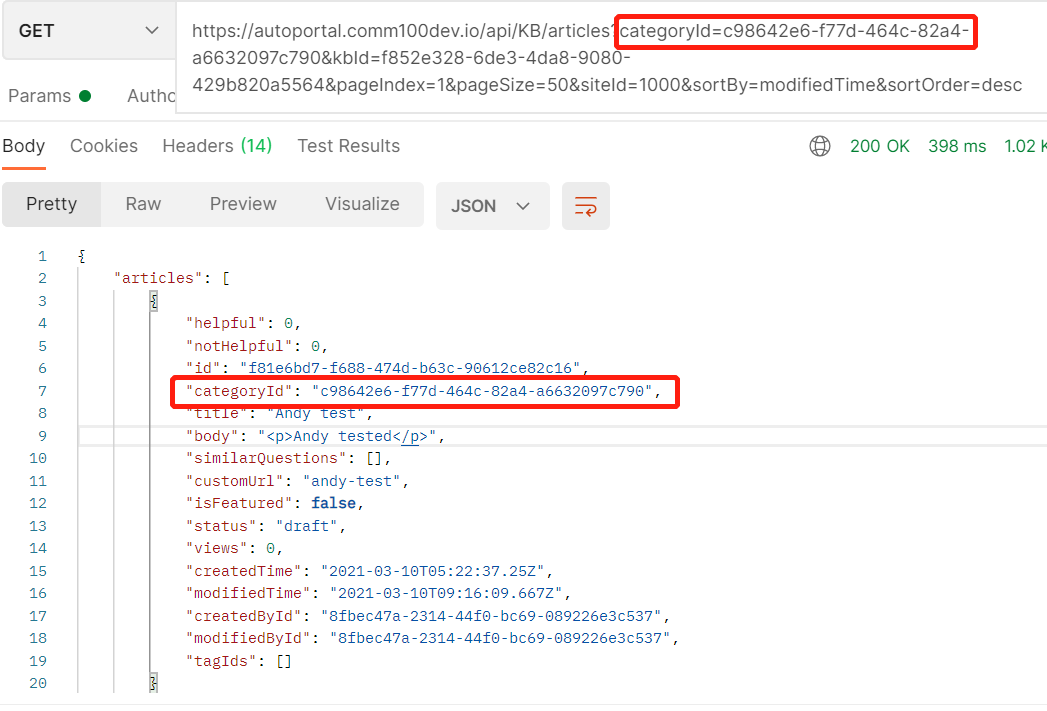 GET
https://autoportal.comm100dev.io/api/KB/articles?categoryId=c98642e6-f77d-464c-82a4-
a6632097c790&kbId=f852e328-6de3-4da8-9080-
429b820a5564&pageIndex=1&pageSize=50&siteId=1000&sortBy=modifiedTime&sortOrder=desc
Params Autho
Body Cookies Headers (14) Test Results 200 OK 398 ms 1.02 K
Pretty Raw Preview Visualize JSON
1 {
2 "articles": [
3 {
4 "helpful": 0,
5 "notHelpful": 0,
6 "id": "f81e6bd7-f688-474d-b63c-90612ce82c16",
7 "categoryId": "c98642e6-f77d-464c-82a4-a6632097c790",
8 "title": "Andy test",
9 "body": "<p>Andy tested</p>",
10 "similarQuestions": [],
11 "customUrl": "andy-test",
12 "isFeatured": false,
13 "status": "draft",
14 "views": 0,
15 "createdTime": "2021-03-10T05:22:37.25Z",
16 "modifiedTime": "2021-03-10T09:16:09.667Z",
17 "createdById": "8fbec47a-2314-44f0-bc69-089226e3c537",
18 "modifiedById": "8fbec47a-2314-44f0-bc69-089226e3c537",
19 "tagIds": []
20 }